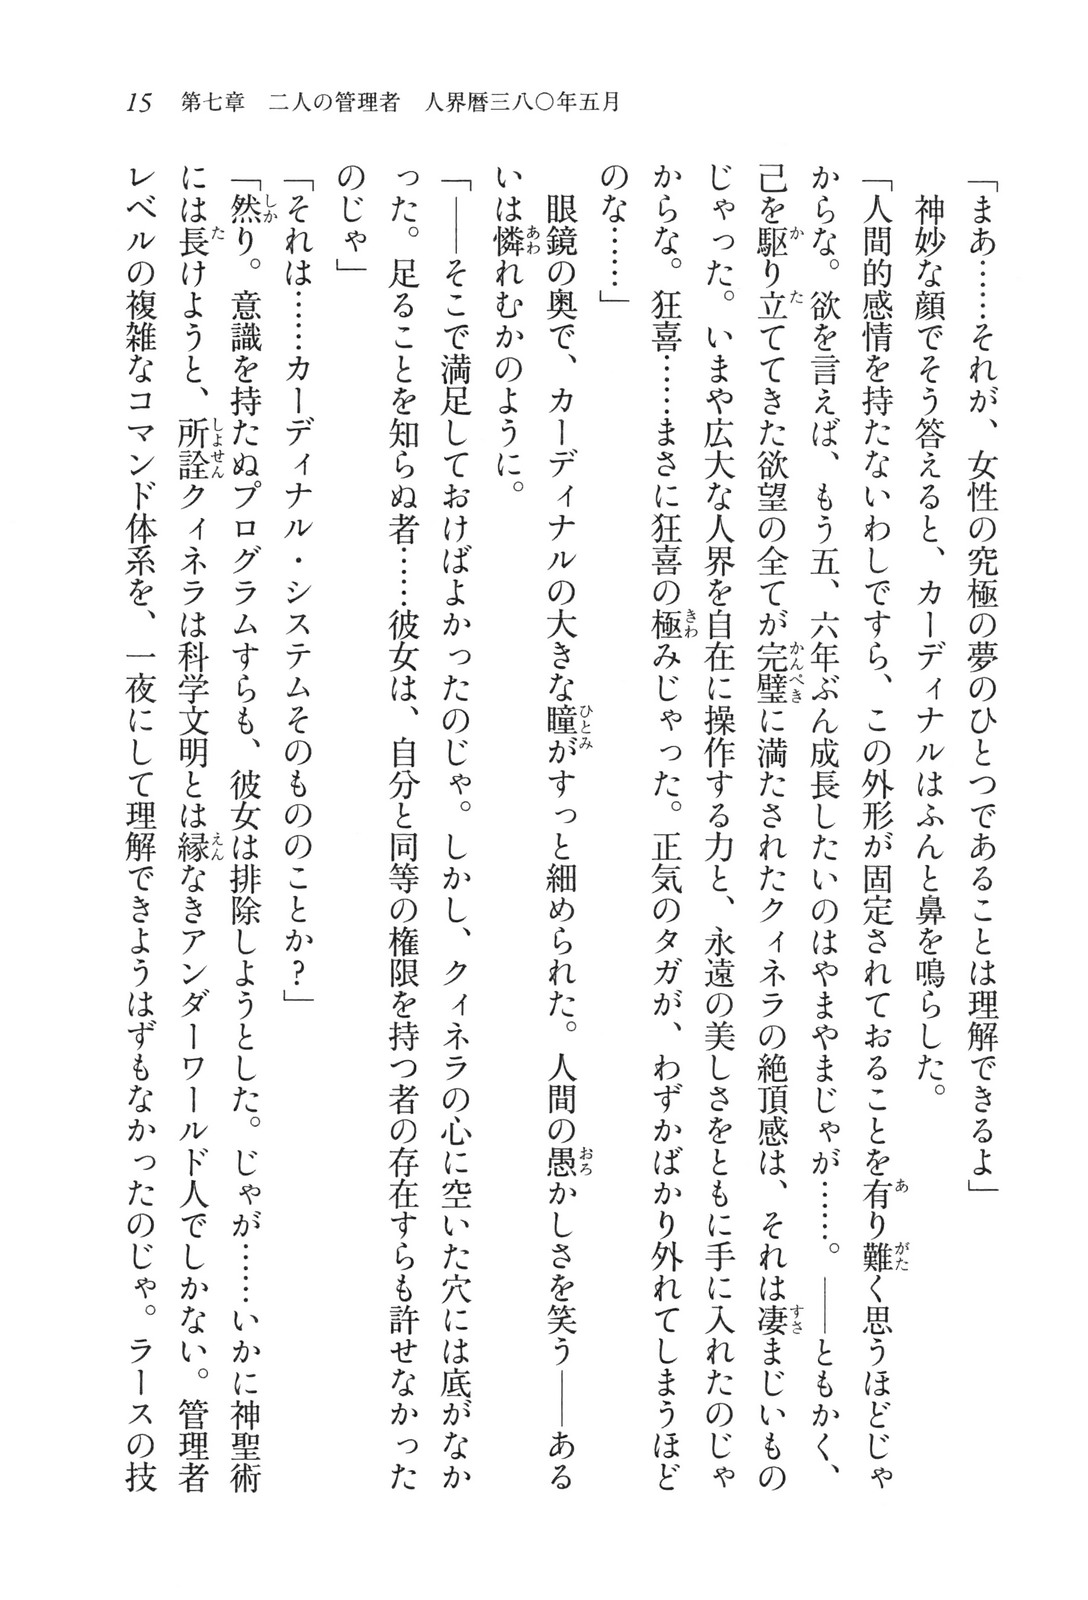 15 第七章 二人の管理者 人界暦三八〇年五月
「まあ……それが、女性の究極の夢のひとつであることは理解できるよ」
神妙な顔でそう答えると、カーディナルはふんと鼻を鳴らした。
「人間的感情を持たないわしですら、この外形が固定されておることを有り難く思うほどじゃ
からな。欲を言えば、もう五、六年ぶん成長したいのはやまやまじゃが……。――ともかく、
己を駆り立ててきた欲望の全てが完璧に満たされたクィネラの絶頂感は、それは凄まじいもの
じゃった。いまや広大な人界を自在に操作する力と、永遠の美しさをともに手に入れたのじゃ
からな。狂喜……まさに狂喜の極みじゃった。正気のタガが、わずかばかり外れてしまうほど
のな……」
眼鏡の奥で、カーディナルの大きな瞳がすっと細められた。人間の愚かしさを笑う――ある
いは憐れむかのように。
「――そこで満足しておけばよかったのじゃ。しかし、クィネラの心に空いた穴には底がなか
った。足ることを知らぬ者……彼女は、自分と同等の権限を持つ者の存在すらも許せなかった
のじゃ」
「それは……カーディナル・システムそのもののことか?」
「然り。意識を持たぬプログラムすらも、彼女は排除しようとした。じゃが……いかに神聖術
には長けようと、所詮クィネラは科学文明とは縁なきアンダーワールド人でしかない。管理者
レベルの複雑なコマンド体系を、一夜にして理解できようはずもなかったのじゃ。ラースの技